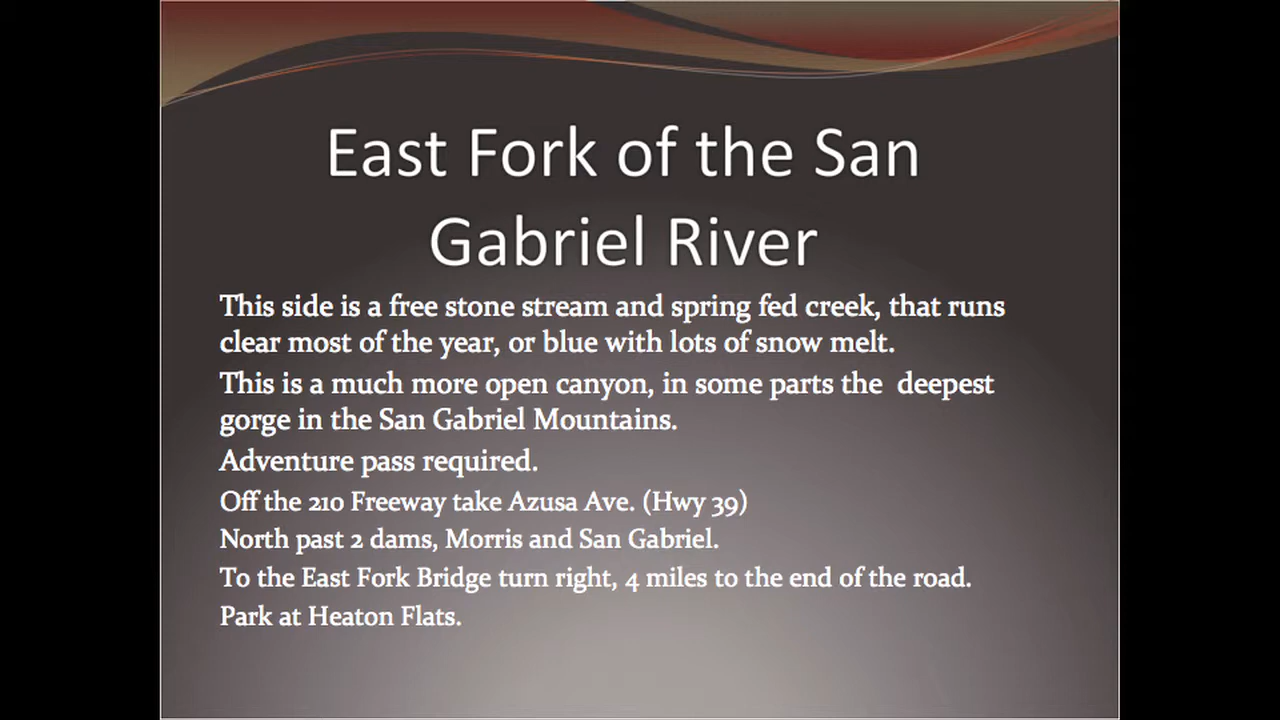 East Fork of the San
Gabriel River
This side is a free stone stream and spring fed creek, that runs
clear most of the year, or blue with lots of snow melt.
This is a much more open canyon, in some parts the  deepest
gorge in the San Gabriel Mountains.
Adventure pass required.
Off the 210 Freeway take Azusa Ave. (Hwy 39)
North past 2 dams, Morris and San Gabriel.
To the East Fork Bridge turn right, 4 miles to the end of the road.
Park at Heaton Flats.